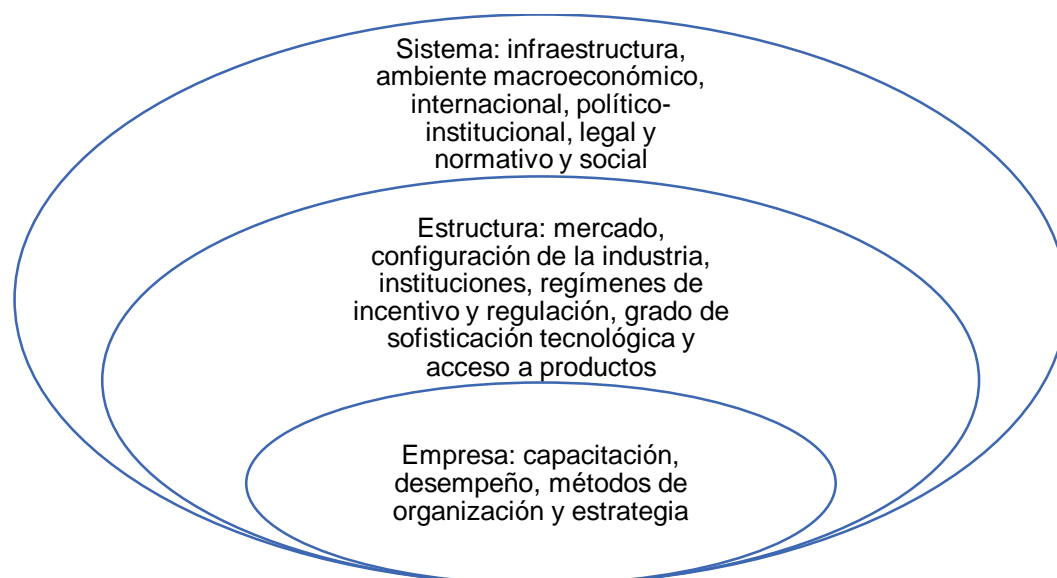 Sistema: infraestructura,
ambiente macroeconómico,
internacional, político-
institucional, legal y
normativo y social
Estructura: mercado,
configuración de la industria,
instituciones, regímenes de
incentivo y regulación, grado de
sofisticación tecnológica y
acceso a productos
Empresa: capacitación,
desempeño, métodos de
organización y estrategia